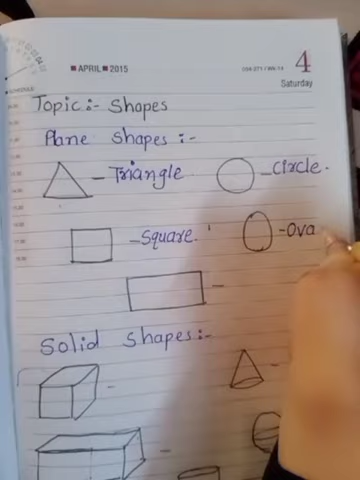 APRIL 2015
4
Saturday
Topic:- Shapes
Plane Shapes :-
- Triangle
- Circle.
- Square.
- Ova
Solid Shapes:-